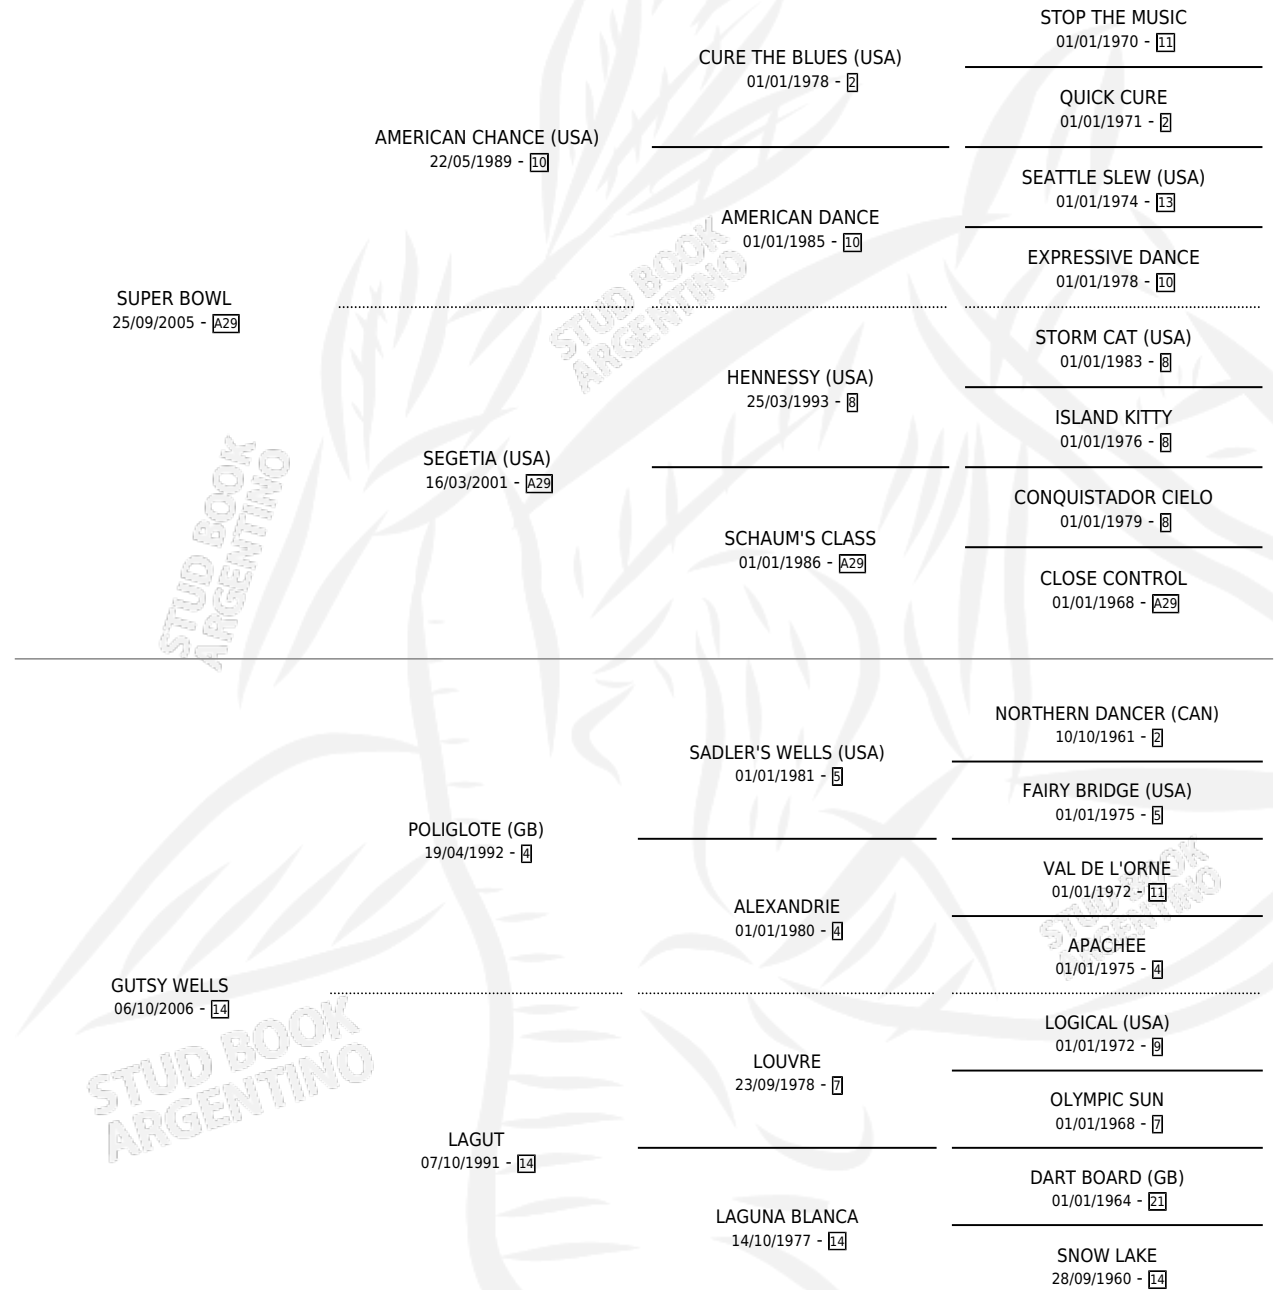 STOP THE MUSIC
01/01/1970 - 11
CURE THE BLUES (USA)
01/01/1978 - 2
QUICK CURE
01/01/1971 - 2
AMERICAN CHANCE (USA)
22/05/1989 - 10
SEATTLE SLEW (USA)
01/01/1974 - 13
AMERICAN DANCE
01/01/1985 - 10
EXPRESSIVE DANCE
01/01/1978 - 10
SUPER BOWL
25/09/2005 - A29
STORM CAT (USA)
01/01/1983 - 8
HENNESSY (USA)
25/03/1993 - 8
ISLAND KITTY
01/01/1976 - 8
SEGETIA (USA)
16/03/2001 - A29
CONQUISTADOR CIELO
01/01/1979 - 8
SCHAUM'S CLASS
01/01/1986 - A29
CLOSE CONTROL
01/01/1968 - A29
NORTHERN DANCER (CAN)
10/10/1961 - 2
SADLER'S WELLS (USA)
01/01/1981 - 5
FAIRY BRIDGE (USA)
01/01/1975 - 5
POLIGLOTE (GB)
19/04/1992 - 4
VAL DE L'ORNE
01/01/1972 - 11
ALEXANDRIE
01/01/1980 - 4
APACHEE
01/01/1975 - 4
GUTSY WELLS
06/10/2006 - 14
LOGICAL (USA)
01/01/1972 - 9
LOUVRE
23/09/1978 - 7
OLYMPIC SUN
01/01/1968 - 7
LAGUT
07/10/1991 - 14
DART BOARD (GB)
01/01/1964 - 21
LAGUNA BLANCA
14/10/1977 - 14
SNOW LAKE
28/09/1960 - 14
STUD BOOK
ARGENTINO
STUD BOOK
ARGENTINO
STUD BOOK
ARGENTINO
STUD BOOK
ARGENTINO